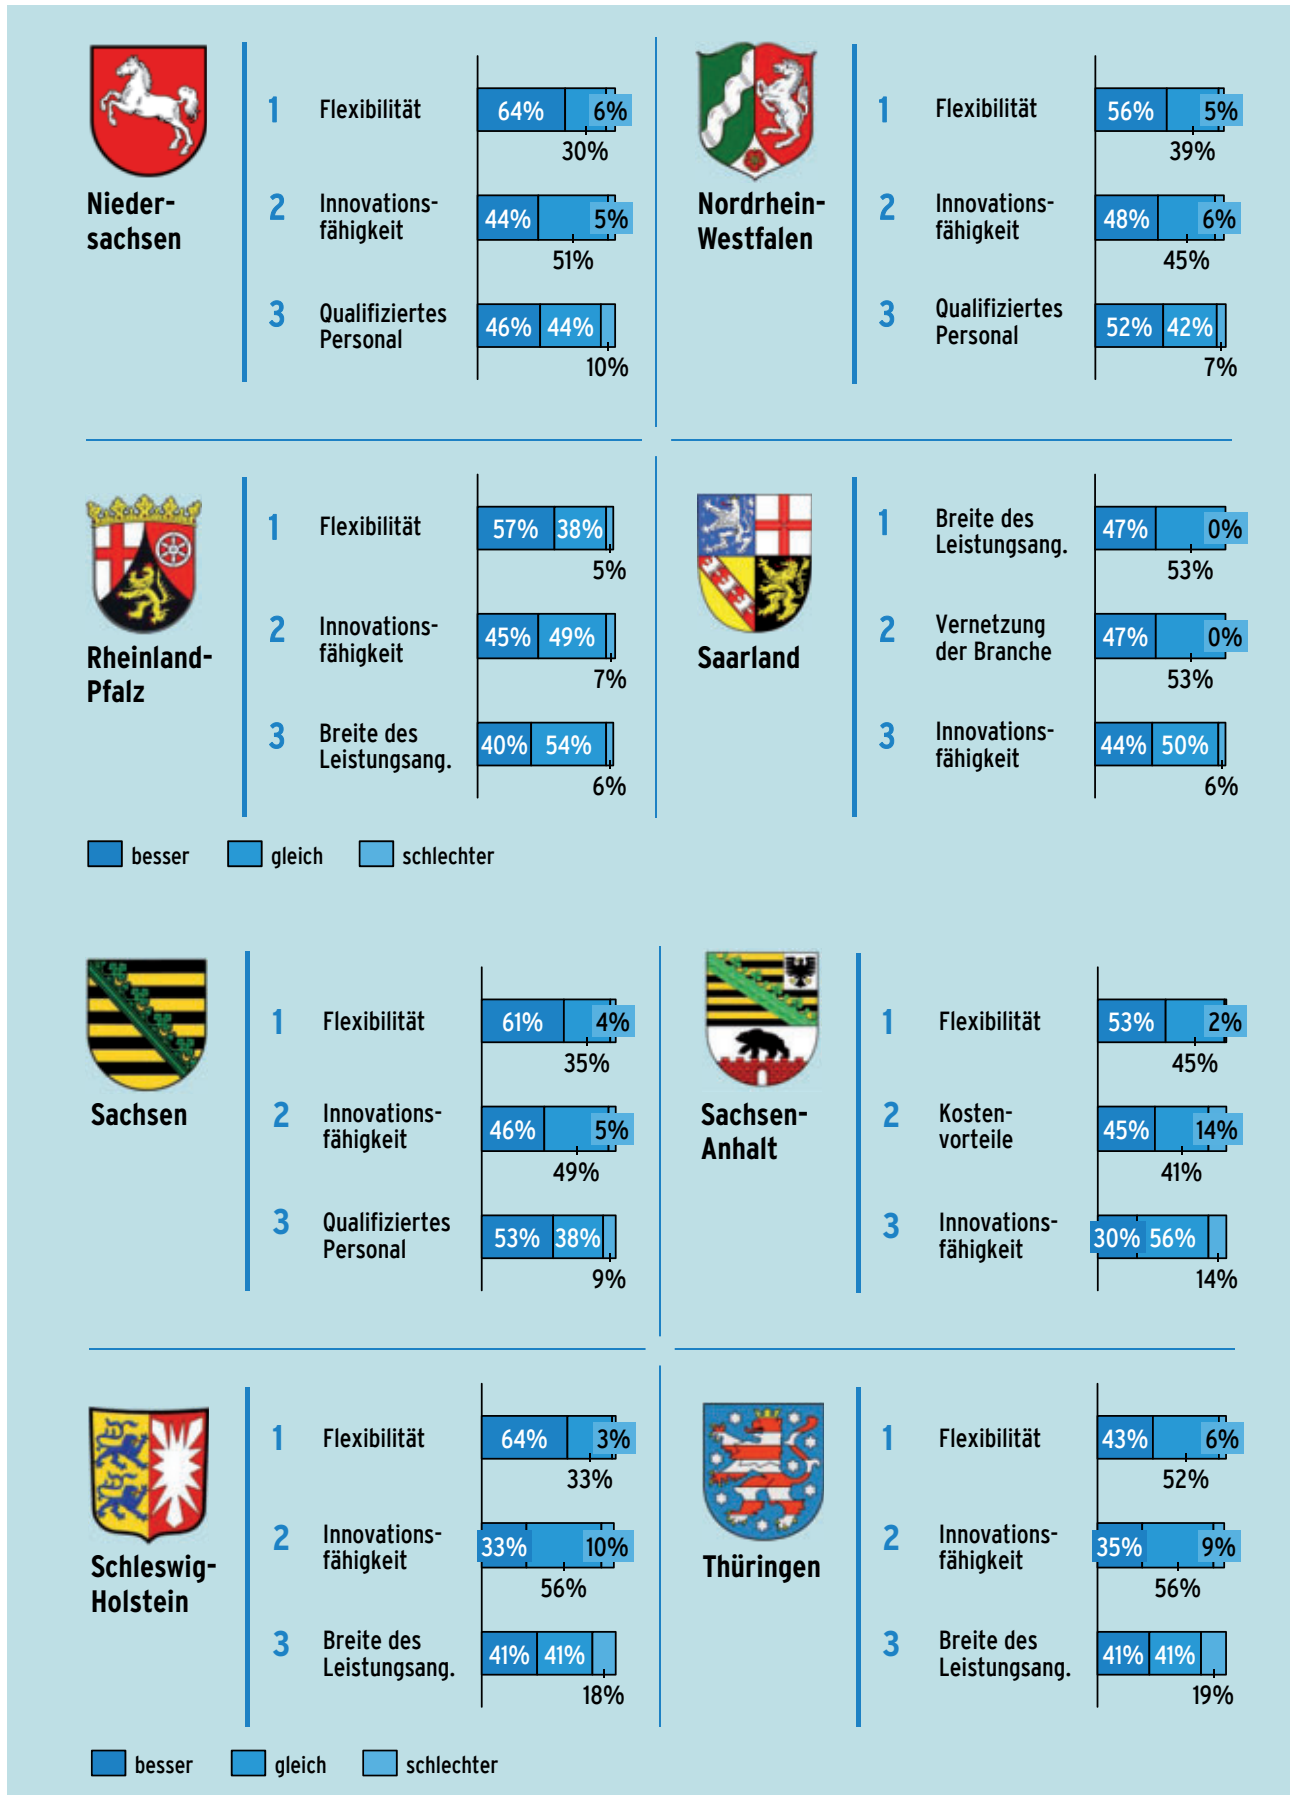 Nieder-
sachsen
1 Flexibilität 64% 6%
30%
2 Innovations-
fähigkeit 44% 5%
51%
3 Qualifiziertes
Personal 46% 44%
10%
Nordrhein-
Westfalen
1 Flexibilität 56% 5%
39%
2 Innovations-
fähigkeit 48% 6%
45%
3 Qualifiziertes
Personal 52% 42%
7%
Rheinland-
Pfalz
1 Flexibilität 57% 38%
5%
2 Innovations-
fähigkeit 45% 49%
7%
3 Breite des
Leistungsang. 40% 54%
6%
Saarland
1 Breite des
Leistungsang. 47% 0%
53%
2 Vernetzung
der Branche 47% 0%
53%
3 Innovations-
fähigkeit 44% 50%
6%
besser gleich schlechter
Sachsen
1 Flexibilität 61% 4%
35%
2 Innovations-
fähigkeit 46% 5%
49%
3 Qualifiziertes
Personal 53% 38%
9%
Sachsen-
Anhalt
1 Flexibilität 53% 2%
45%
2 Kosten-
vorteile 45% 14%
41%
3 Innovations-
fähigkeit 30% 56%
14%
Schleswig-
Holstein
1 Flexibilität 64% 3%
33%
2 Innovations-
fähigkeit 33% 10%
56%
3 Breite des
Leistungsang. 41% 41%
18%
Thüringen
1 Flexibilität 43% 6%
52%
2 Innovations-
fähigkeit 35% 9%
56%
3 Breite des
Leistungsang. 41% 41%
19%
besser gleich schlechter